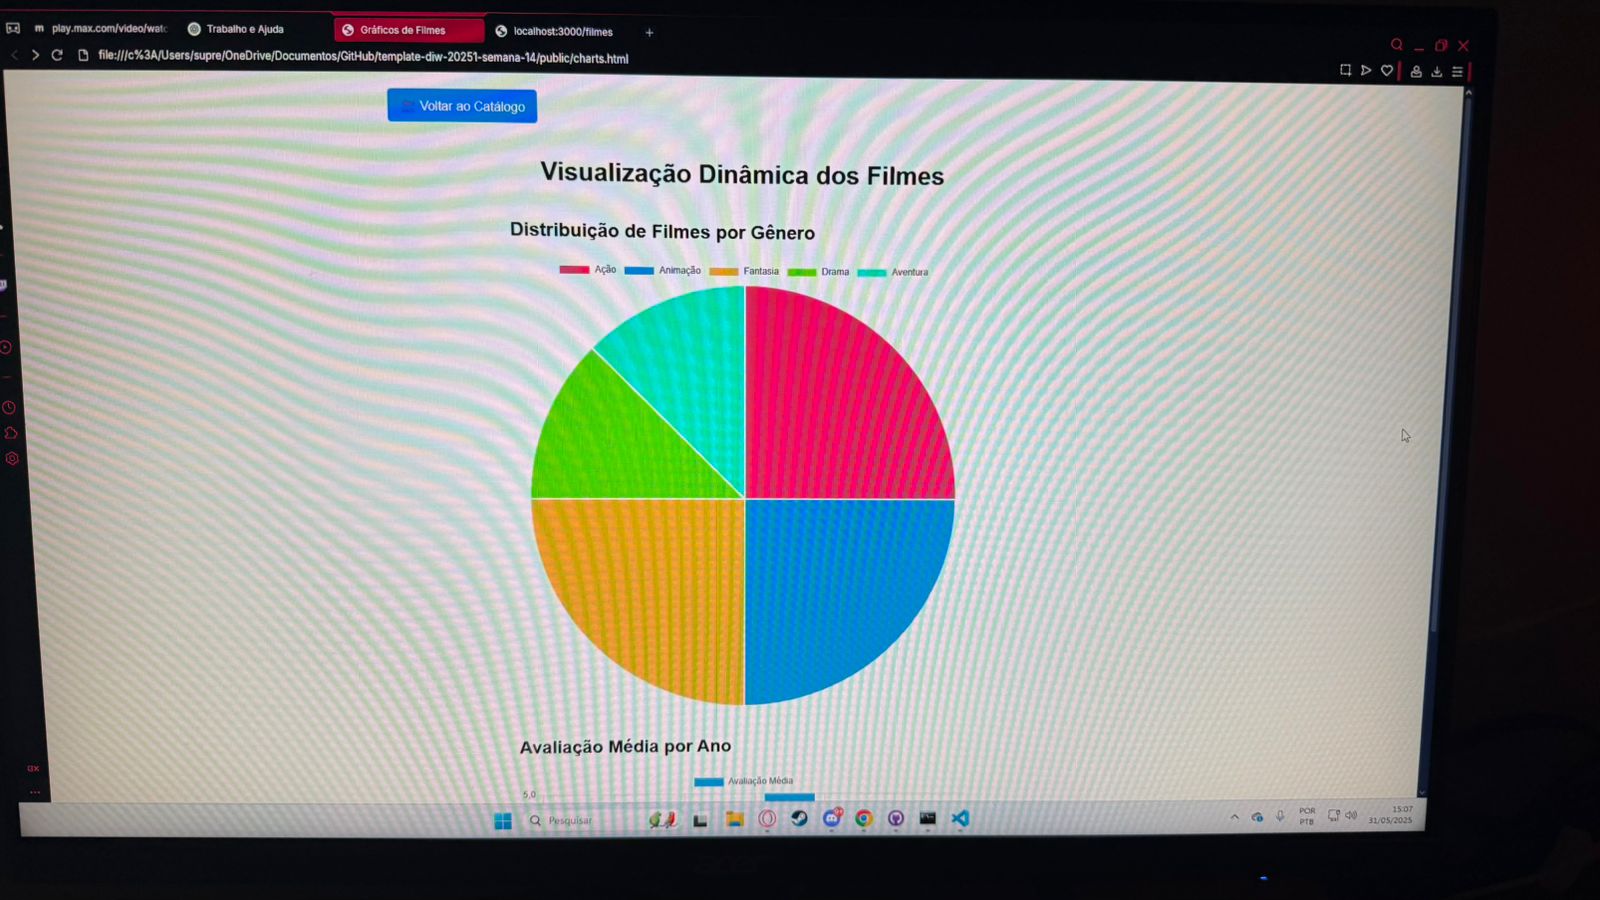 play.max.com/video/watc
Trabalho e Ajuda
Gráficos de Filmes
localhost:3000/filmes
file:///c%3A/Users/supre/OneDrive/Documentos/GitHub/template-diw-20251-semana-14/public/charts.html
Voltar ao Catálogo
Visualização Dinâmica dos Filmes
Distribuição de Filmes por Gênero
Ação Animação Fantasia Drama Aventura
Avaliação Média por Ano
Avaliação Média
5,0
Pesquisar
POR
PTB
15:07
31/05/2025